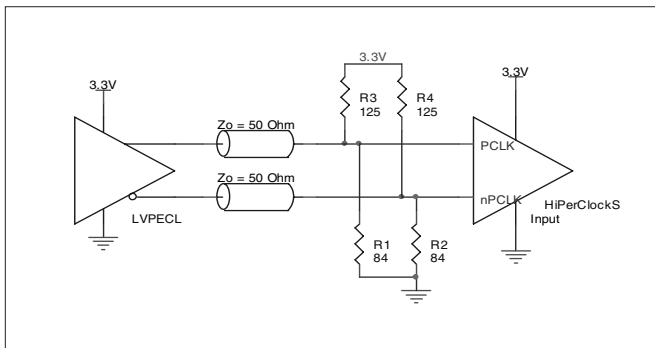 3.3V
3.3V
3.3V
R3
125
R4
125
Zo = 50 Ohm
PCLK
Zo = 50 Ohm
nPCLK
HiPerClockS
Input
LVPECL
R1
84
R2
84